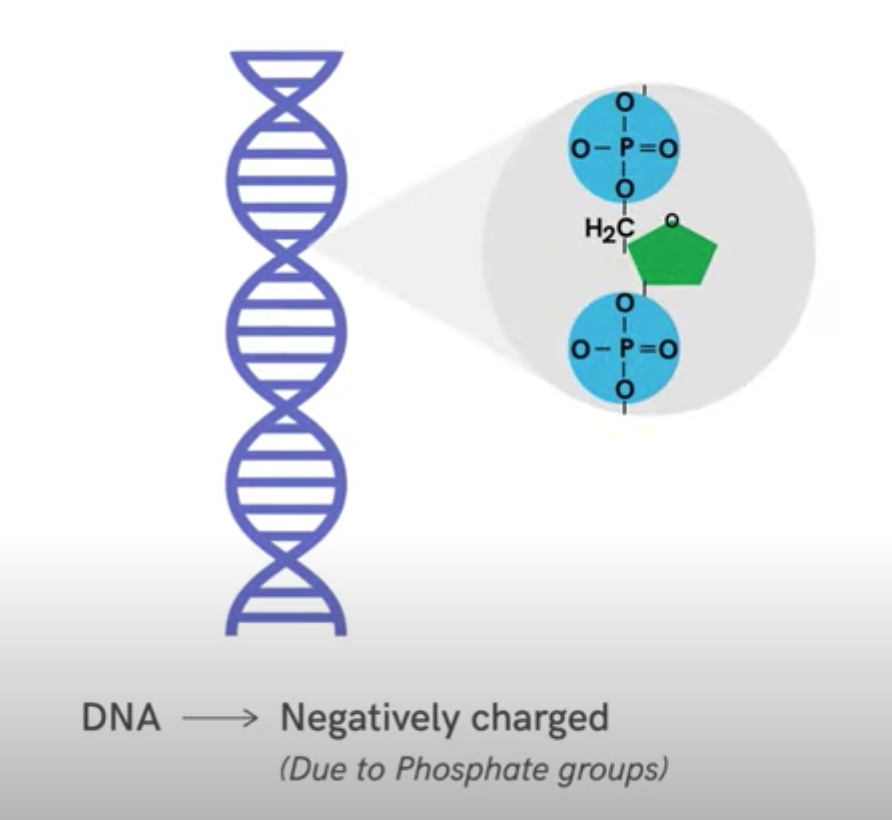 O
O–P=O
O
H₂C O
O
O–P=O
O
DNA → Negatively charged
(Due to Phosphate groups)